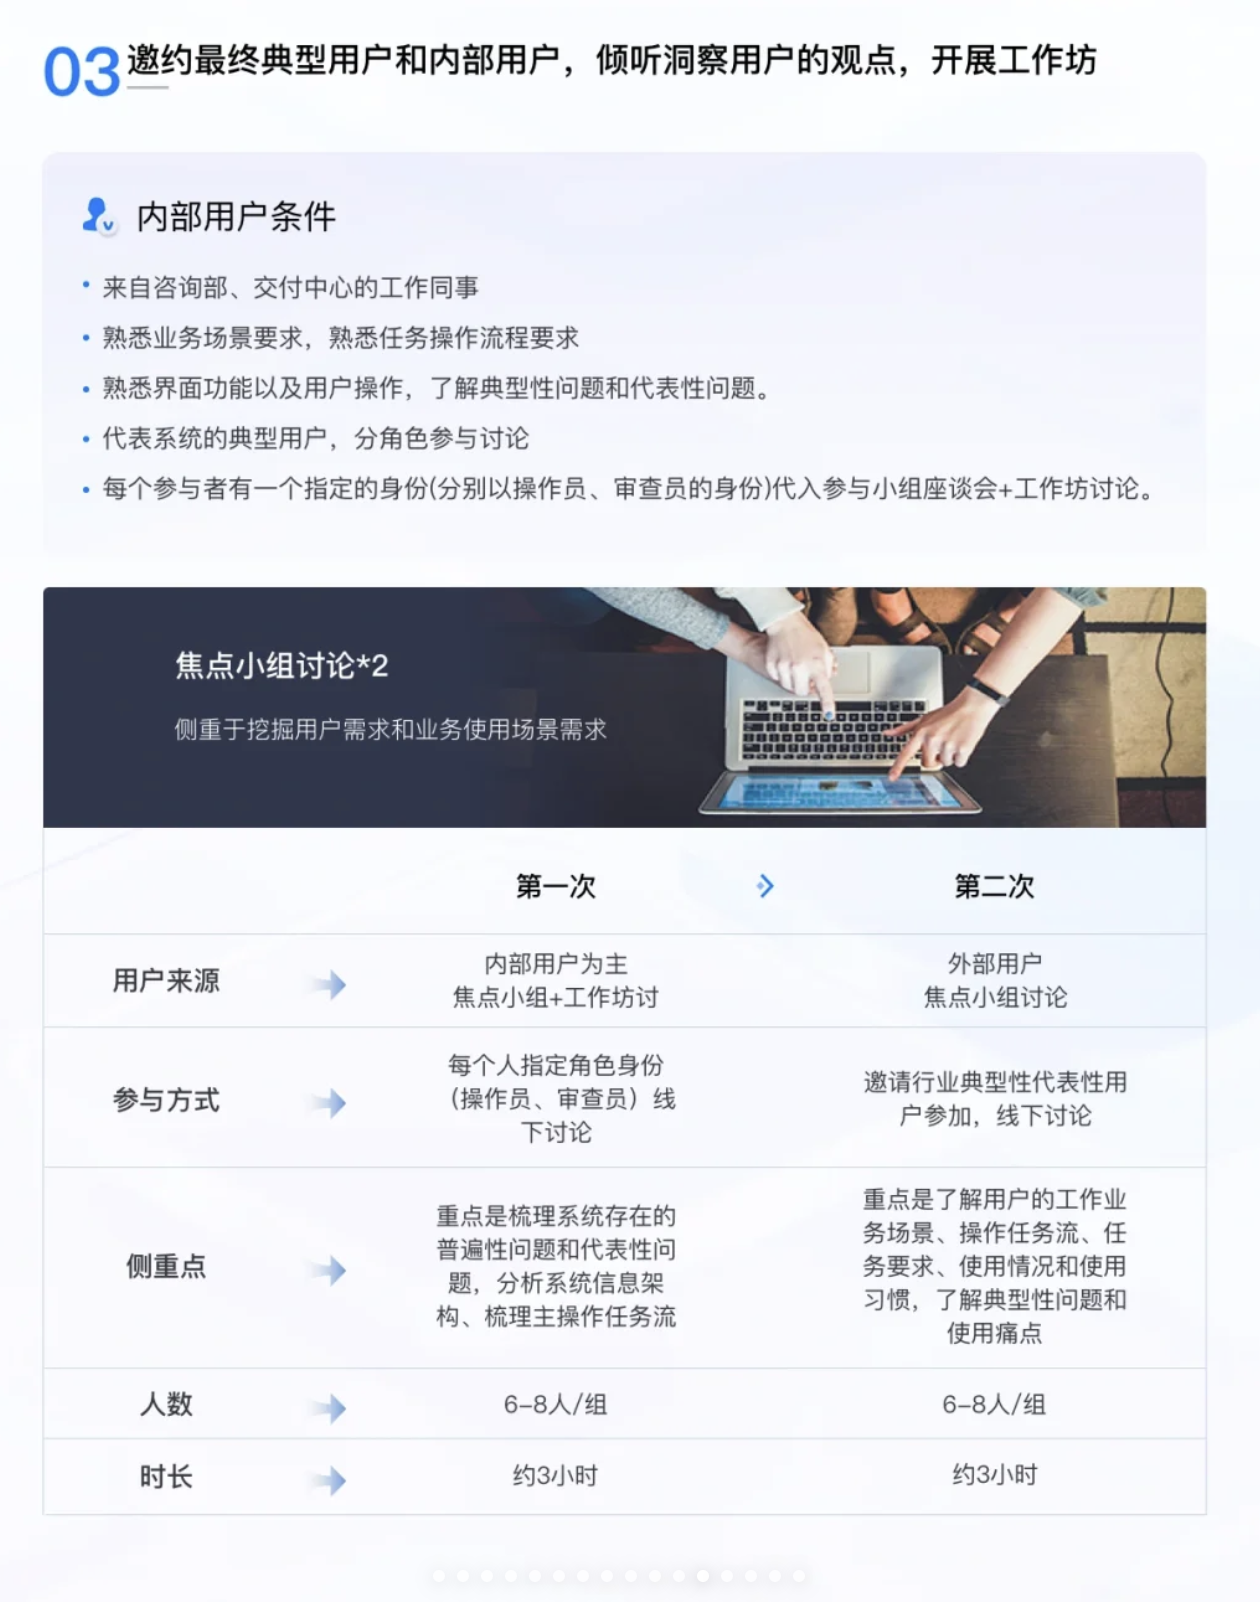 03
邀约最终典型用户和内部用户，倾听洞察用户的观点，开展工作坊
内部用户条件
• 来自咨询部、交付中心的工作同事
• 熟悉业务场景要求，熟悉任务操作流程要求
• 熟悉界面功能以及用户操作，了解典型性问题和代表性问题。
• 代表系统的典型用户，分角色参与讨论
• 每个参与者有一个指定的身份(分别以操作员、审查员的身份)代入参与小组座谈会+工作坊讨论。
焦点小组讨论*2
侧重于挖掘用户需求和业务使用场景需求
第一次
第二次
用户来源
内部用户为主
焦点小组+工作坊讨
外部用户
焦点小组讨论
参与方式
每个人指定角色身份
（操作员、审查员）线
下讨论
邀请行业典型性代表性用
户参加，线下讨论
侧重点
重点是梳理系统存在的
普遍性问题和代表性问
题，分析系统信息架
构、梳理主操作任务流
重点是了解用户的工作业
务场景、操作任务流、任
务要求、使用情况和使用
习惯，了解典型性问题和
使用痛点
人数
6–8人/组
6–8人/组
时长
约3小时
约3小时